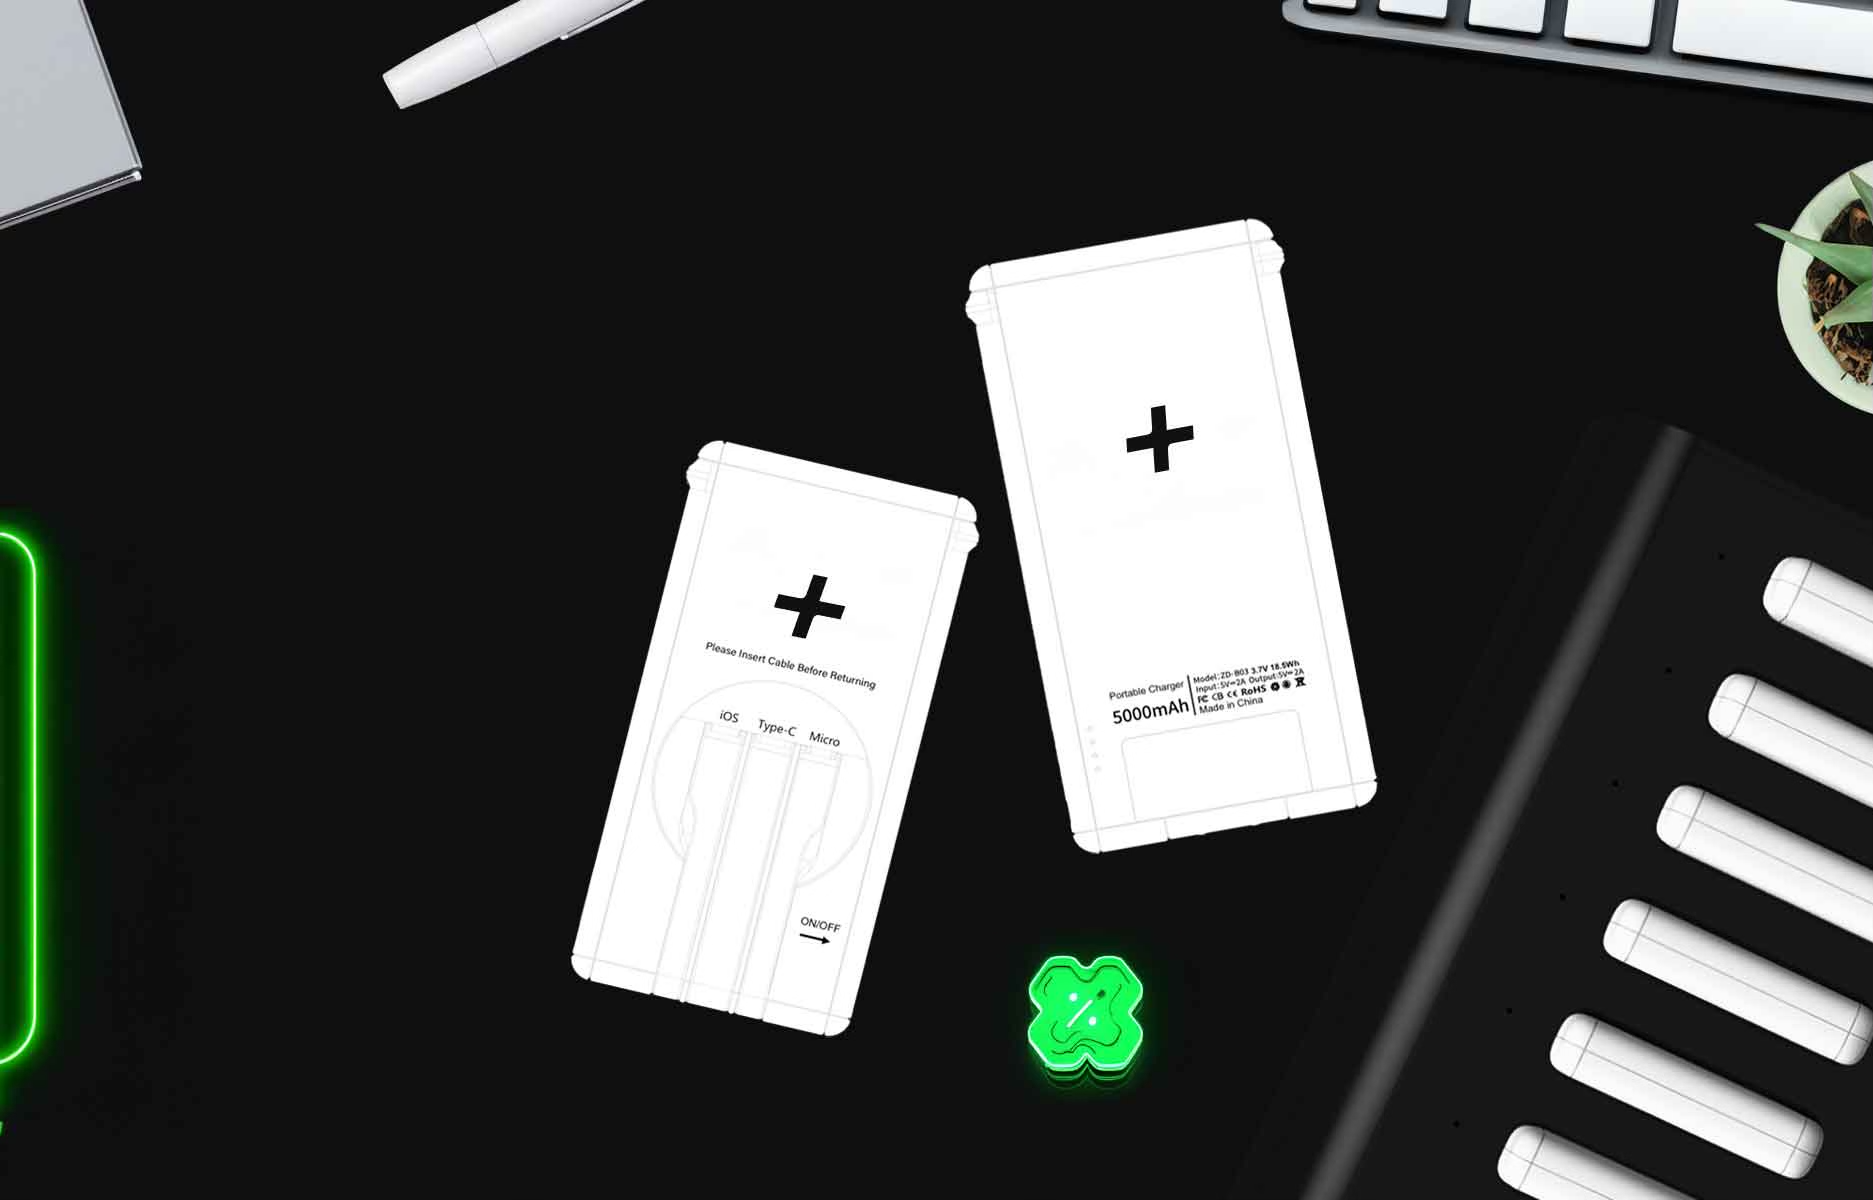 Please Insert Cable Before Returning
iOS
Type-C
Micro
ON/OFF
Portable Charger
5000mAh
Model:ZD-B03 3.7V 18.5Wh
Input:5V=2A Output:5V=2A
FC CB CE RoHS
Made in China